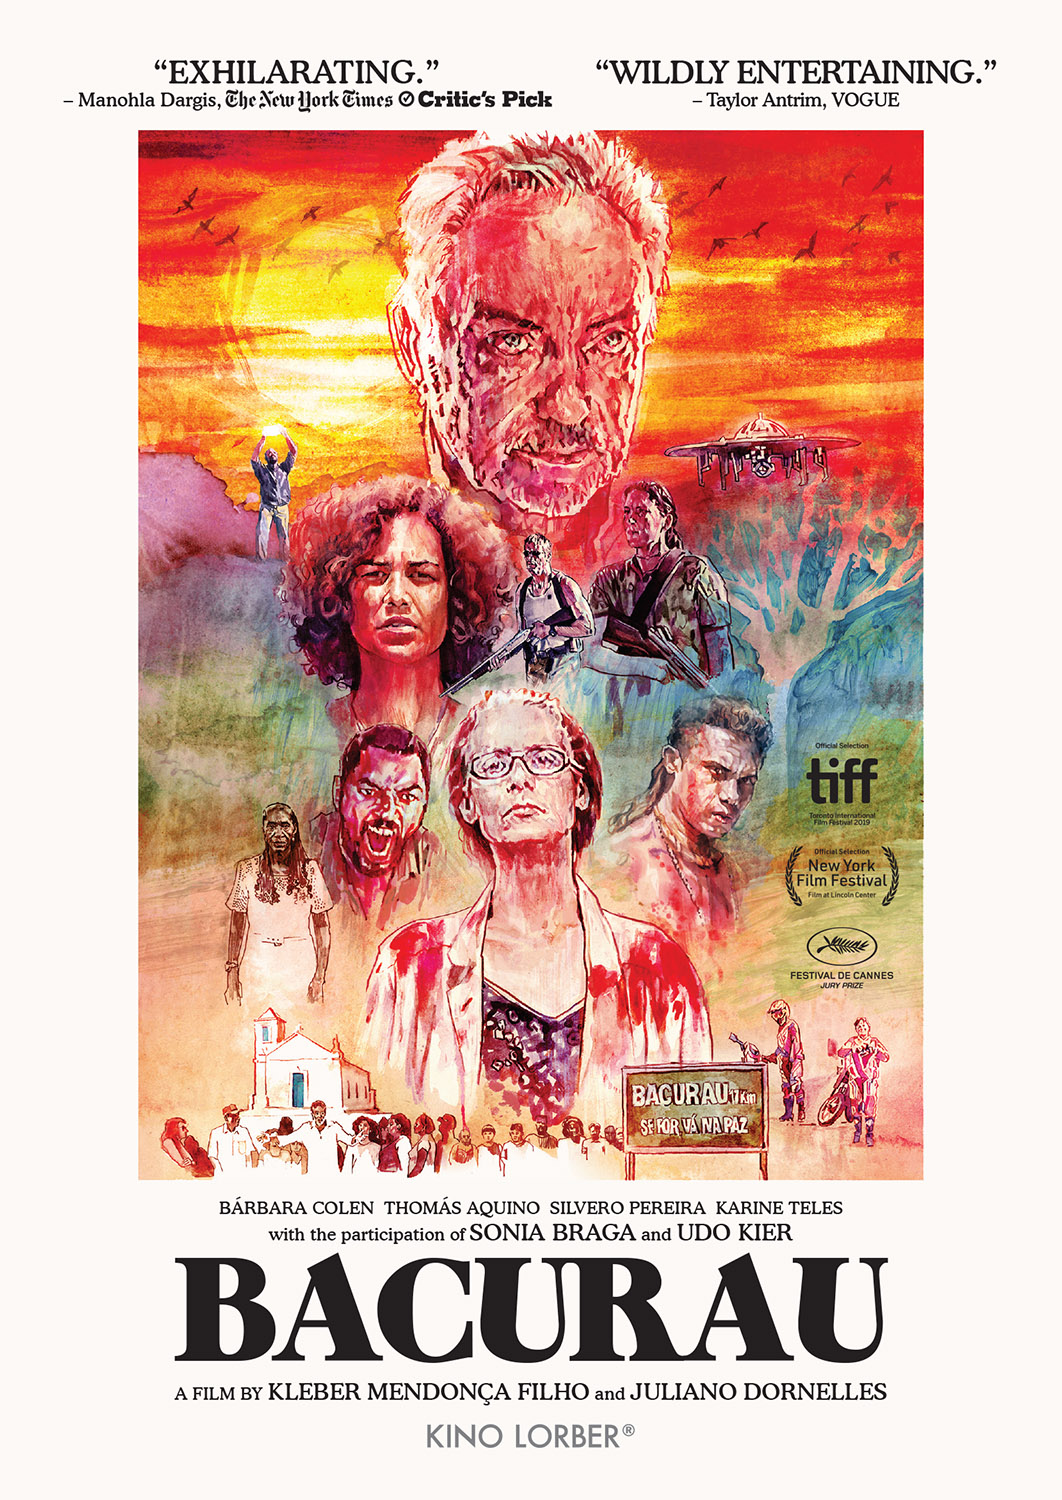 “EXHILARATING.”
– Manohla Dargis, The New York Times Critic's Pick
“WILDLY ENTERTAINING.”
– Taylor Antrim, VOGUE
Official Selection
tiff
Toronto International
Film Festival 2019
Official Selection
New York
Film Festival
Film at Lincoln Center
FESTIVAL DE CANNES
JURY PRIZE
BACURAU 17 Km
SE FOR VÁ NA PAZ
BÁRBARA COLEN THOMÁS AQUINO SILVERO PEREIRA KARINE TELES
with the participation of SONIA BRAGA and UDO KIER
BACURAU
A FILM BY KLEBER MENDONÇA FILHO and JULIANO DORNELLES
KINO LORBER®